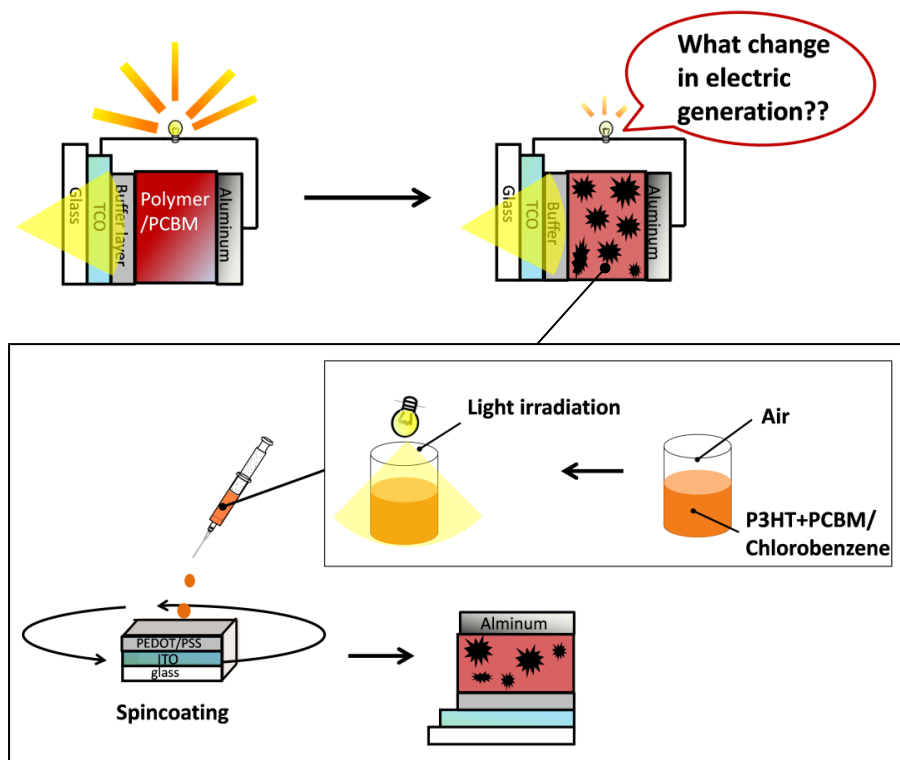 What change
in electric
generation??
Glass
TCO
Buffer layer
Polymer
/PCBM
Aluminum
Glass
TCO
Buffer
Aluminum
Light irradiation
Air
P3HT+PCBM/
Chlorobenzene
PEDOT/PSS
ITO
glass
Spincoating
Alminum